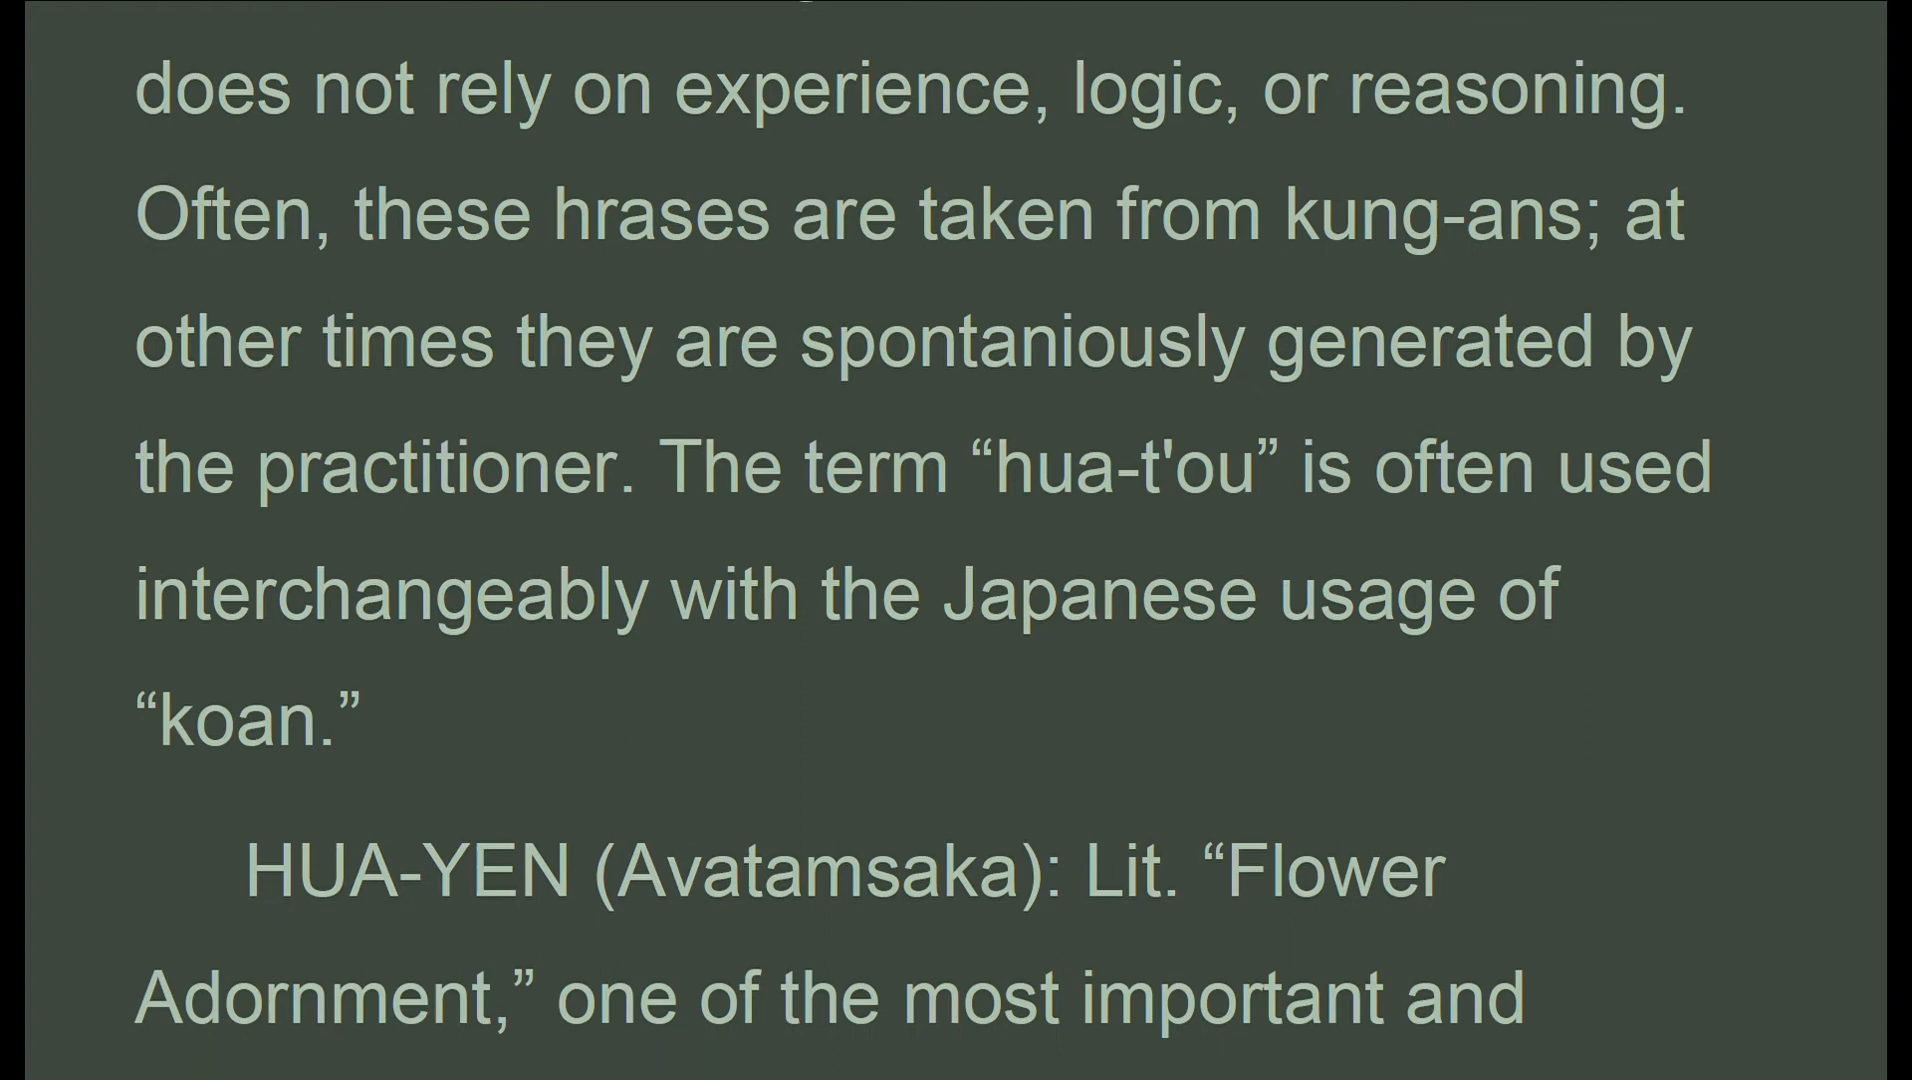 does not rely on experience, logic, or reasoning.
Often, these hrases are taken from kung-ans; at
other times they are spontaniously generated by
the practitioner. The term “hua-t'ou” is often used
interchangeably with the Japanese usage of
“koan.”
HUA-YEN (Avatamsaka): Lit. “Flower
Adornment,” one of the most important and